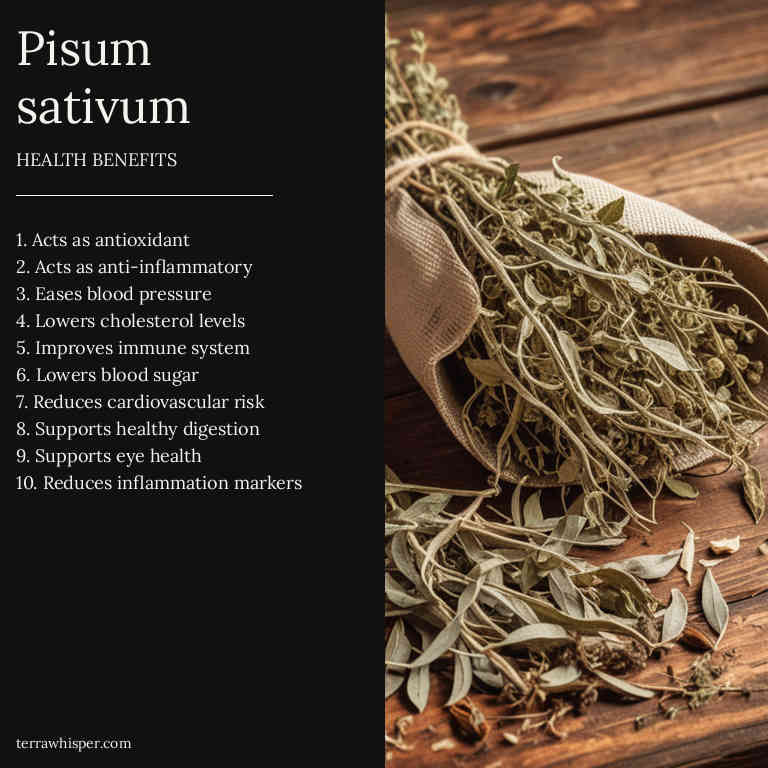 Pisum
sativum
HEALTH BENEFITS
1. Acts as antioxidant
2. Acts as anti-inflammatory
3. Eases blood pressure
4. Lowers cholesterol levels
5. Improves immune system
6. Lowers blood sugar
7. Reduces cardiovascular risk
8. Supports healthy digestion
9. Supports eye health
10. Reduces inflammation markers
terrawhisper.com